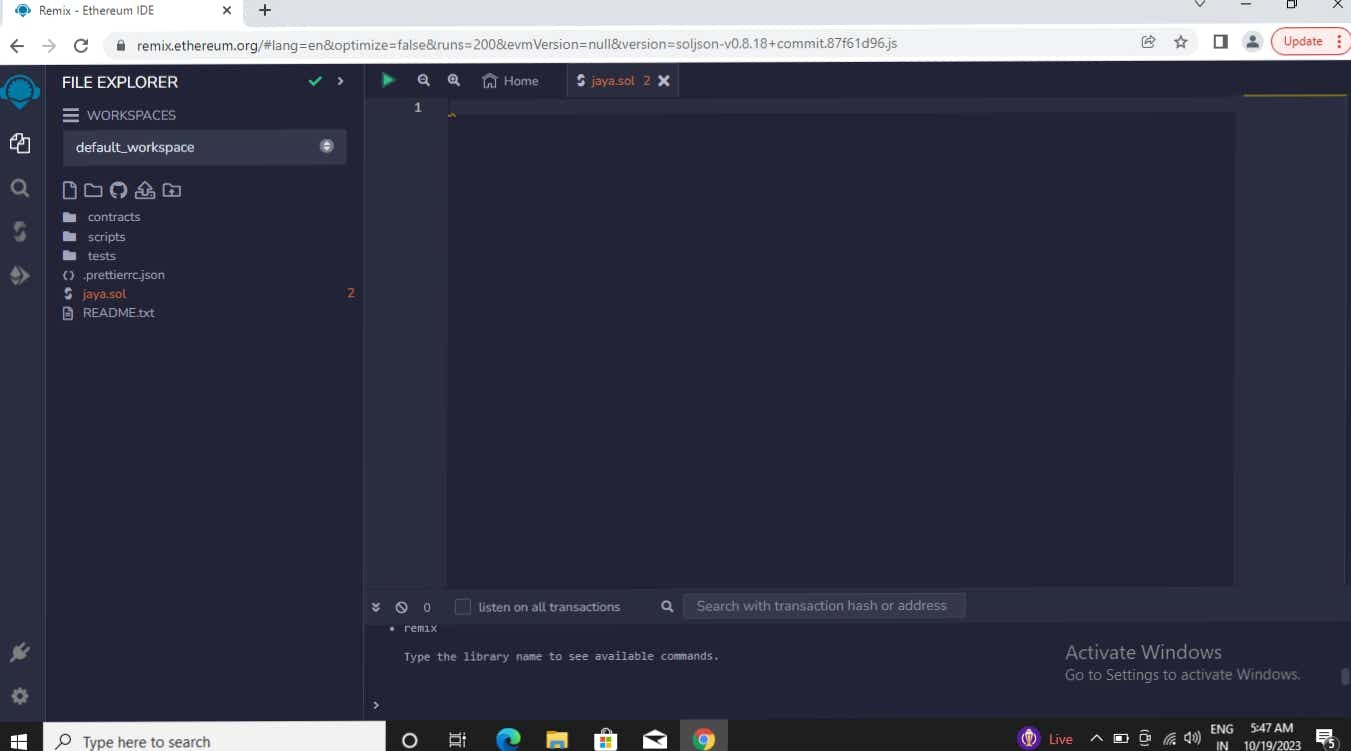 Remix - Ethereum IDE
remix.ethereum.org/#lang=en&optimize=false&runs=200&evmVersion=null&version=soljson-v0.8.18+commit.87f61d96.js
Update
FILE EXPLORER
WORKSPACES
default_workspace
contracts
scripts
tests
.prettierrc.json
jaya.sol 2
README.txt
Home
jaya.sol 2
1
0 listen on all transactions
Search with transaction hash or address
• remix
Type the library name to see available commands.
>
Activate Windows
Go to Settings to activate Windows.
Type here to search
Live
ENG
IN
5:47 AM
10/19/2023
5